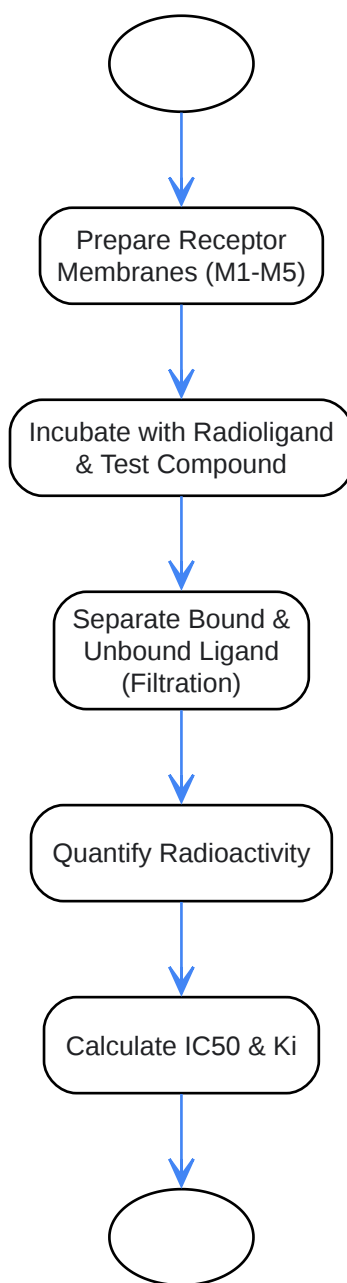 Prepare Receptor
Membranes (M1-M5)
Incubate with Radioligand
& Test Compound
Separate Bound &
Unbound Ligand
(Filtration)
Quantify Radioactivity
Calculate IC50 & Ki